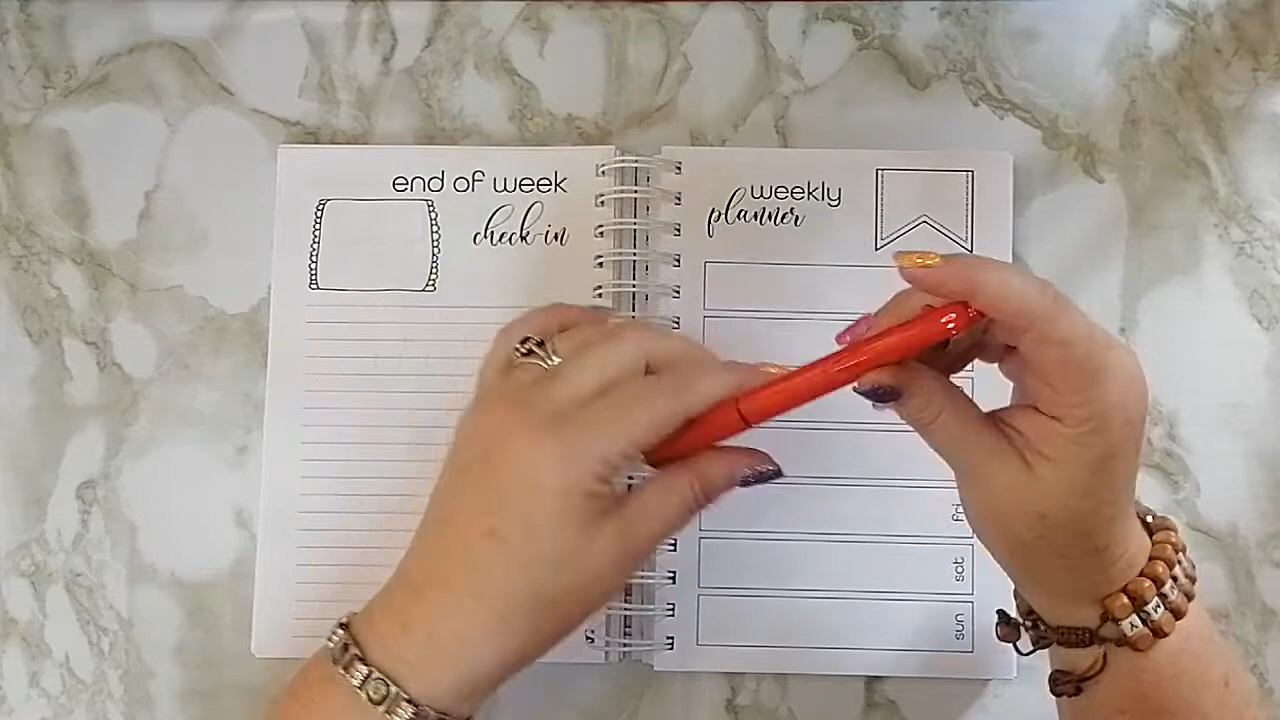 end of week
check-in
weekly
planner
fri
sat
sun